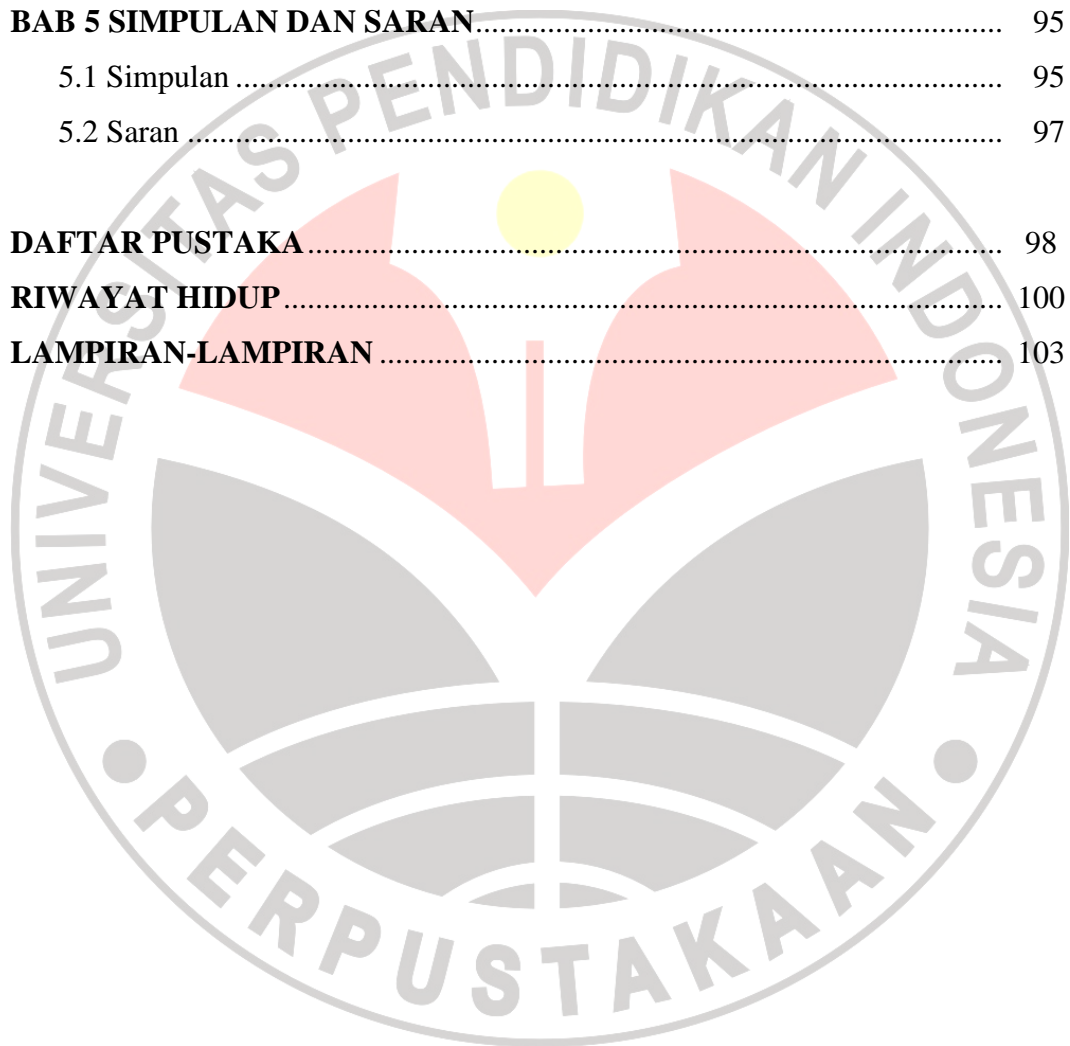 BAB 5 SIMPULAN DAN SARAN................................................................ 95
5.1 Simpulan ............................................................................................. 95
5.2 Saran ................................................................................................... 97
DAFTAR PUSTAKA..................................................................................... 98
RIWAYAT HIDUP........................................................................................ 100
LAMPIRAN-LAMPIRAN............................................................................ 103
UNIVERSITAS PENDIDIKAN INDONESIA
PERPUSTAKAAN